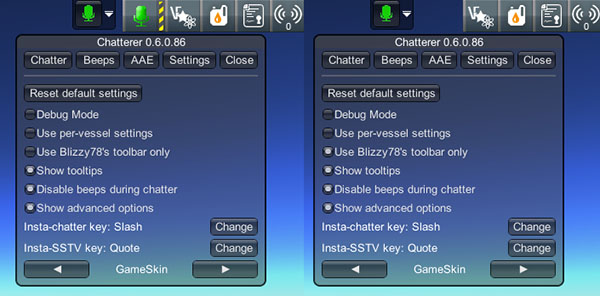 0
Chatterer 0.6.0.86
Chatter Beeps AAE Settings Close
Reset default settings
Debug Mode
Use per-vessel settings
Use Blizzy78's toolbar only
Show tooltips
Disable beeps during chatter
Show advanced options
Insta-chatter key: Slash Change
Insta-SSTV key: Quote Change
GameSkin
0
Chatterer 0.6.0.86
Chatter Beeps AAE Settings Close
Reset default settings
Debug Mode
Use per-vessel settings
Use Blizzy78's toolbar only
Show tooltips
Disable beeps during chatter
Show advanced options
Insta-chatter key: Slash Change
Insta-SSTV key: Quote Change
GameSkin